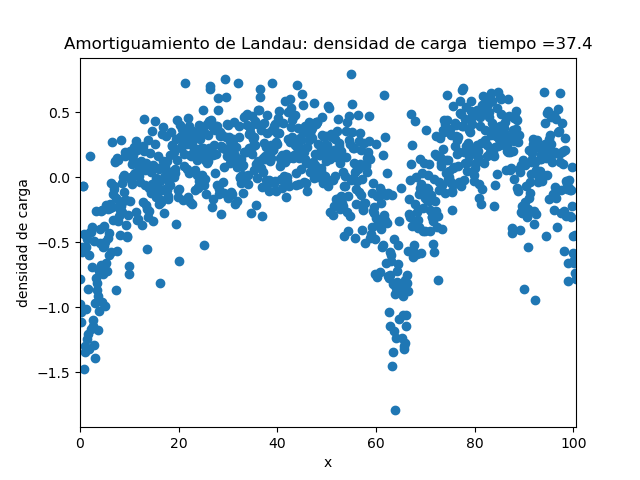 Amortiguamiento de Landau: densidad de carga  tiempo =37.4
densidad de carga
0.5
0.0
−0.5
−1.0
−1.5
0 20 40 60 80 100
x